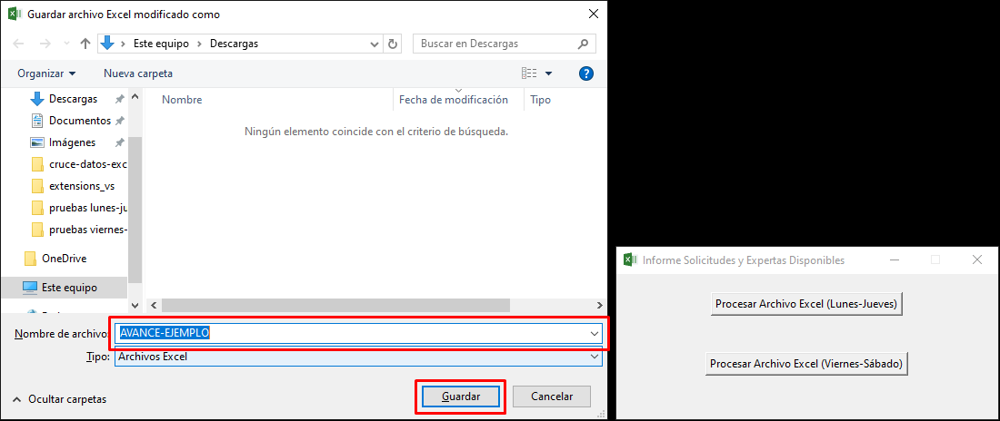 Guardar archivo Excel modificado como
Este equipo > Descargas
Buscar en Descargas
Organizar
Nueva carpeta
Descargas
Documentos
Imágenes
cruce-datos-exc
extensions_vs
pruebas lunes-ju
pruebas viernes-
OneDrive
Este equipo
Nombre
Fecha de modificación
Tipo
Ningún elemento coincide con el criterio de búsqueda.
Nombre de archivo:
AVANCE-EJEMPLO
Tipo:
Archivos Excel
Ocultar carpetas
Guardar
Cancelar
Informe Solicitudes y Expertas Disponibles
Procesar Archivo Excel (Lunes-Jueves)
Procesar Archivo Excel (Viernes-Sábado)